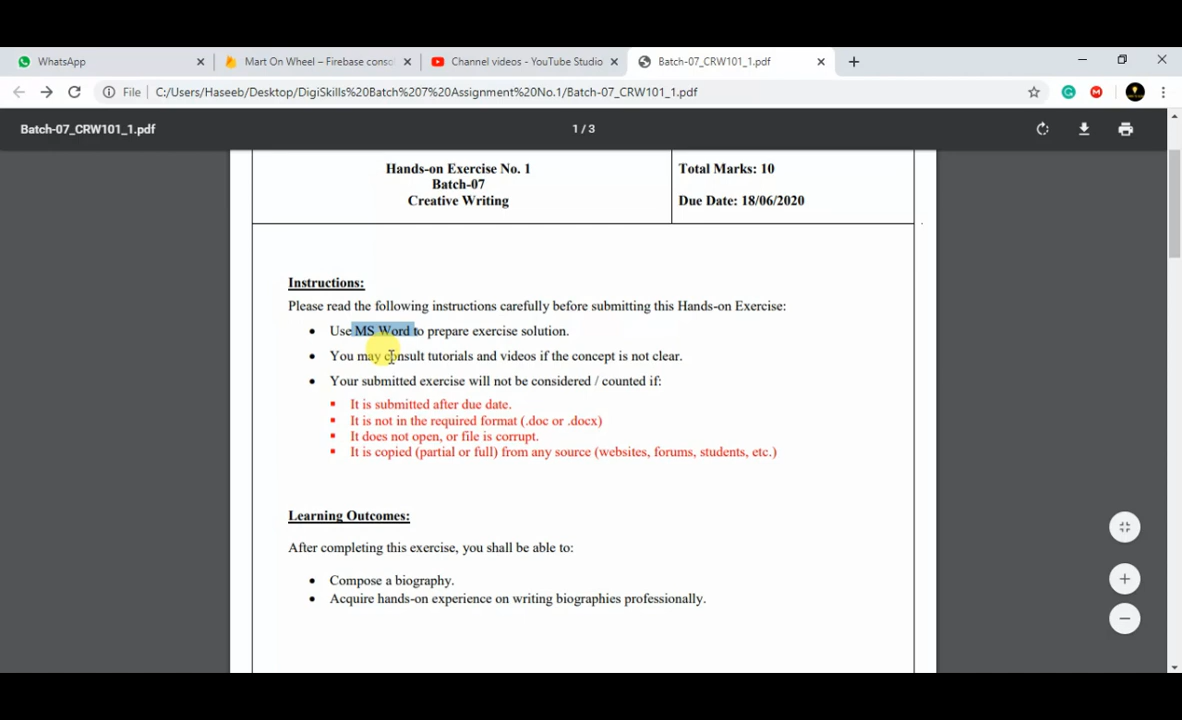 WhatsApp
Mart On Wheel – Firebase conso
Channel videos - YouTube Studio
Batch-07_CRW101_1.pdf
File
C:/Users/Haseeb/Desktop/DigiSkills%20Batch%207%20Assignment%20No.1/Batch-07_CRW101_1.pdf
Batch-07_CRW101_1.pdf
1 / 3
Hands-on Exercise No. 1
Batch-07
Creative Writing
Total Marks: 10
Due Date: 18/06/2020
Instructions:
Please read the following instructions carefully before submitting this Hands-on Exercise:
• Use MS Word to prepare exercise solution.
• You may consult tutorials and videos if the concept is not clear.
• Your submitted exercise will not be considered / counted if:
▪ It is submitted after due date.
▪ It is not in the required format (.doc or .docx)
▪ It does not open, or file is corrupt.
▪ It is copied (partial or full) from any source (websites, forums, students, etc.)
Learning Outcomes:
After completing this exercise, you shall be able to:
• Compose a biography.
• Acquire hands-on experience on writing biographies professionally.